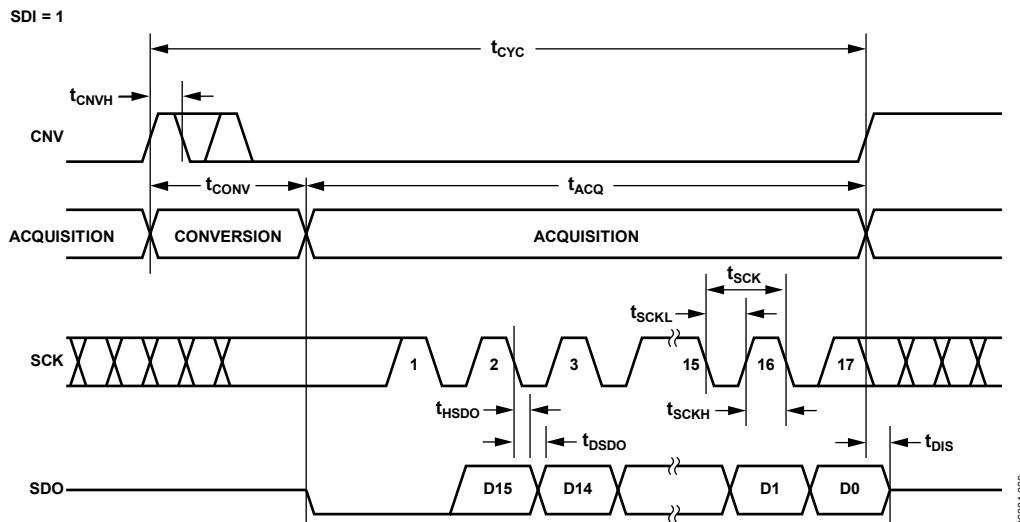 SDI = 1
tCYC
tCNVH
CNV
tCONV
tACQ
ACQUISITION
CONVERSION
ACQUISITION
tSCK
tSCKL
SCK
1
2
3
15
16
17
tHSDO
tSCKH
tDSDO
tDIS
SDO
D15
D14
D1
D0